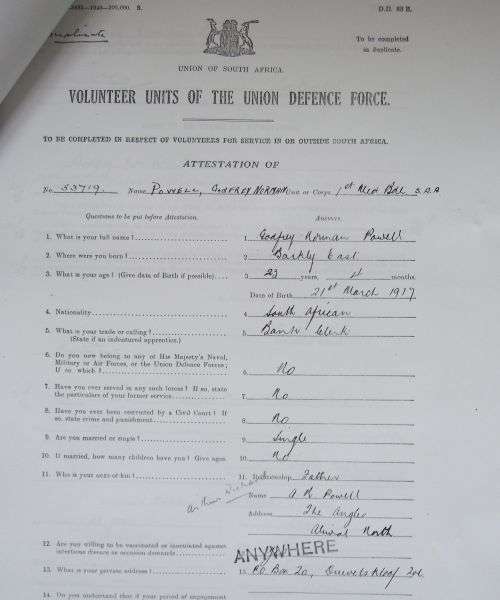 D.D. 63 B.
To be completed
in duplicate.
UNION OF SOUTH AFRICA.
VOLUNTEER UNITS OF THE UNION DEFENCE FORCE.
TO BE COMPLETED IN RESPECT OF VOLUNTEERS FOR SERVICE IN OR OUTSIDE SOUTH AFRICA.
ATTESTATION OF
No. 53719. Name POWELL, GODFREY NORMAN Unit or Corps 1st Med Bde. S.A.A
Questions to be put before Attestation. Answers.
1. What is your full name? 1. Godfrey Norman Powell
2. Where were you born? 2. Barkly East
3. What is your age? (Give date of Birth if possible) 3. 23 years, months.
Date of Birth 21st March 1917
4. Nationality 4. South African
5. What is your trade or calling? 5. Bank Clerk
(State if an indentured apprentice.)
6. Do you now belong to any of His Majesty's Naval,
Military or Air Forces, or the Union Defence Forces;
if so which? 6. No
7. Have you ever served in any such forces? If so, state
the particulars of your former service 7. No
8. Have you ever been convicted by a Civil Court? If
so, state crime and punishment 8. No
9. Are you married or single? 9. Single
10. If married, how many children have you? Give ages 10. No
11. Who is your next-of-kin? 11. Relationship Father
Arthur
Name A R Powell
Address The Angles
Aliwal North
12. Are you willing to be vaccinated or inoculated against
infectious disease as occasion demands
ANYWHERE
13. What is your private address? 13. P.O Box 20,
14. Do you understand that your period of engagement